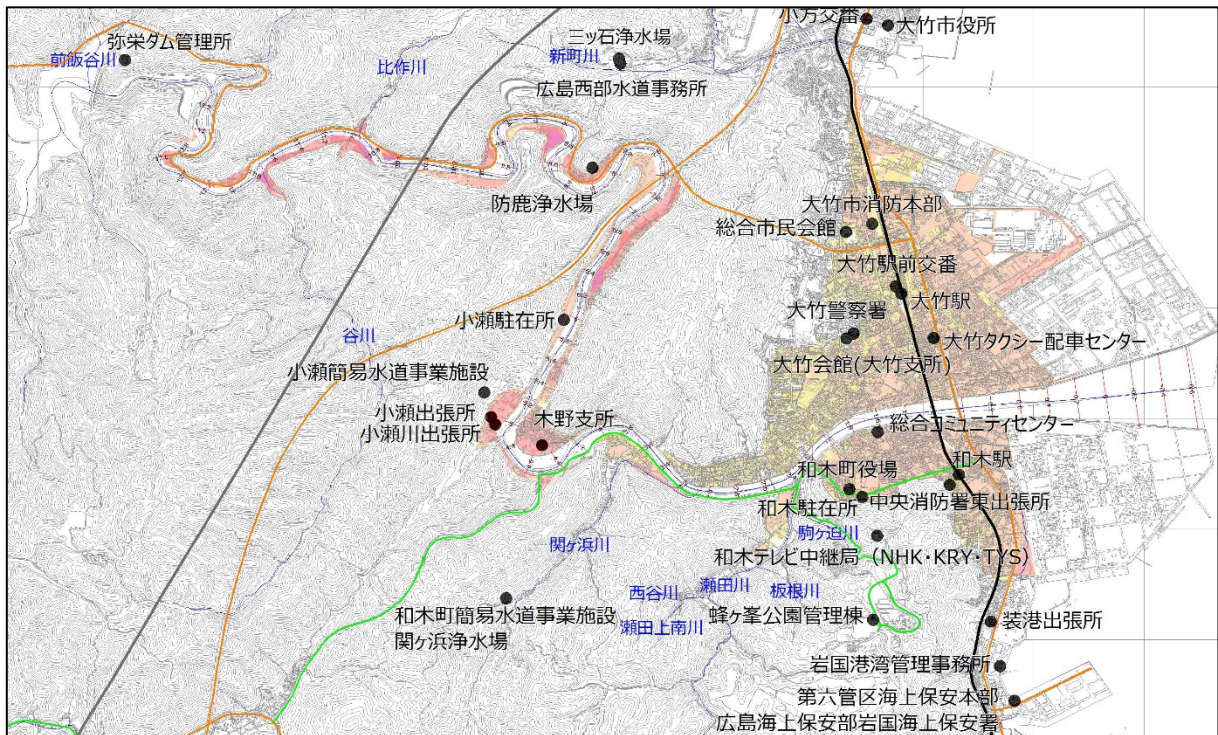 小方交番
大竹市役所
弥栄ダム管理所
前飯谷川
比作川
三ッ石浄水場
新町川
広島西部水道事務所
防鹿浄水場
大竹市消防本部
総合市民会館
大竹駅前交番
大竹駅
大竹警察署
小瀬駐在所
谷川
大竹タクシー配車センター
大竹会館(大竹支所)
小瀬簡易水道事業施設
小瀬出張所
小瀬川出張所
木野支所
総合コミュニティセンター
和木駅
和木町役場
中央消防署東出張所
和木駐在所
駒ヶ迫川
関ヶ浜川
和木テレビ中継局（NHK・KRY・TYS）
西谷川
瀬田川
板根川
和木町簡易水道事業施設
関ヶ浜浄水場
瀬田上南川
蜂ヶ峯公園管理棟
装港出張所
岩国港湾管理事務所
第六管区海上保安本部
広島海上保安部岩国海上保安署